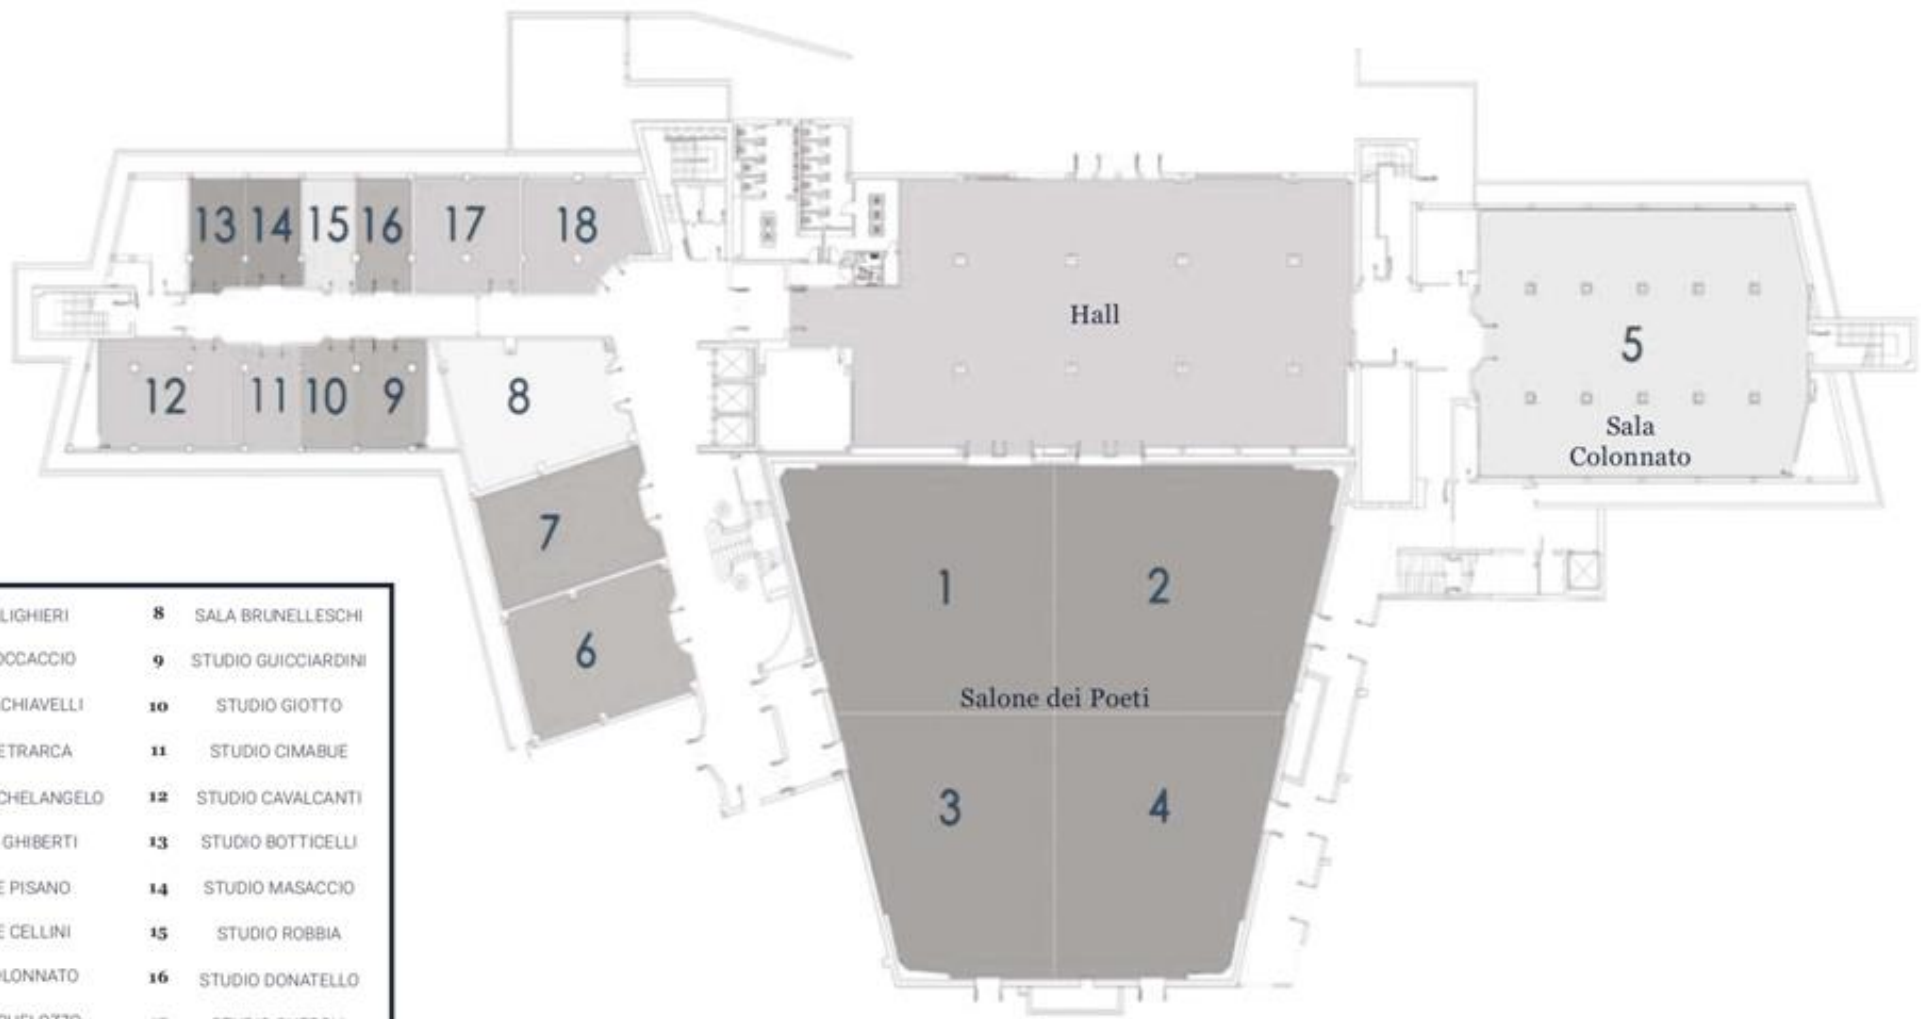 13 14 15 16 17 18
Hall
5
12 11 10 9 8
Sala
Colonnato
7
1 2
6
Salone dei Poeti
3 4
LIGHIERI 8 SALA BRUNELLESCHI
OCCACCIO 9 STUDIO GUICCIARDINI
CHIAVELLI 10 STUDIO GIOTTO
ETRARCA 11 STUDIO CIMABUE
CHELANGELO 12 STUDIO CAVALCANTI
GHIBERTI 13 STUDIO BOTTICELLI
E PISANO 14 STUDIO MASACCIO
E CELLINI 15 STUDIO ROBBIA
OLONNATO 16 STUDIO DONATELLO